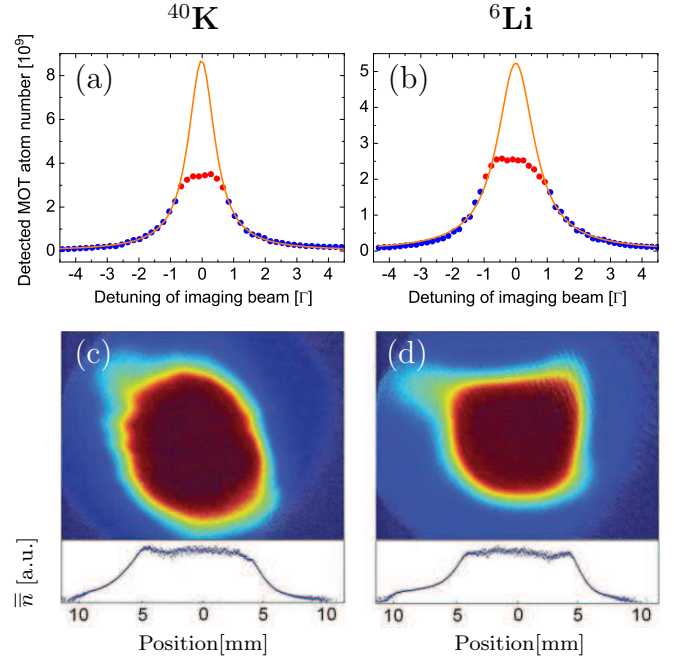 ⁴⁰K
⁶Li
Detected MOT atom number [10⁹]
(a)
8
6
4
2
0
-4 -3 -2 -1 0 1 2 3 4
Detuning of imaging beam [Γ]
(b)
5
4
3
2
1
0
-4 -3 -2 -1 0 1 2 3 4
Detuning of imaging beam [Γ]
(c)
(d)
n̿ [a.u.]
10 5 0 5 10
Position[mm]
10 5 0 5 10
Position[mm]